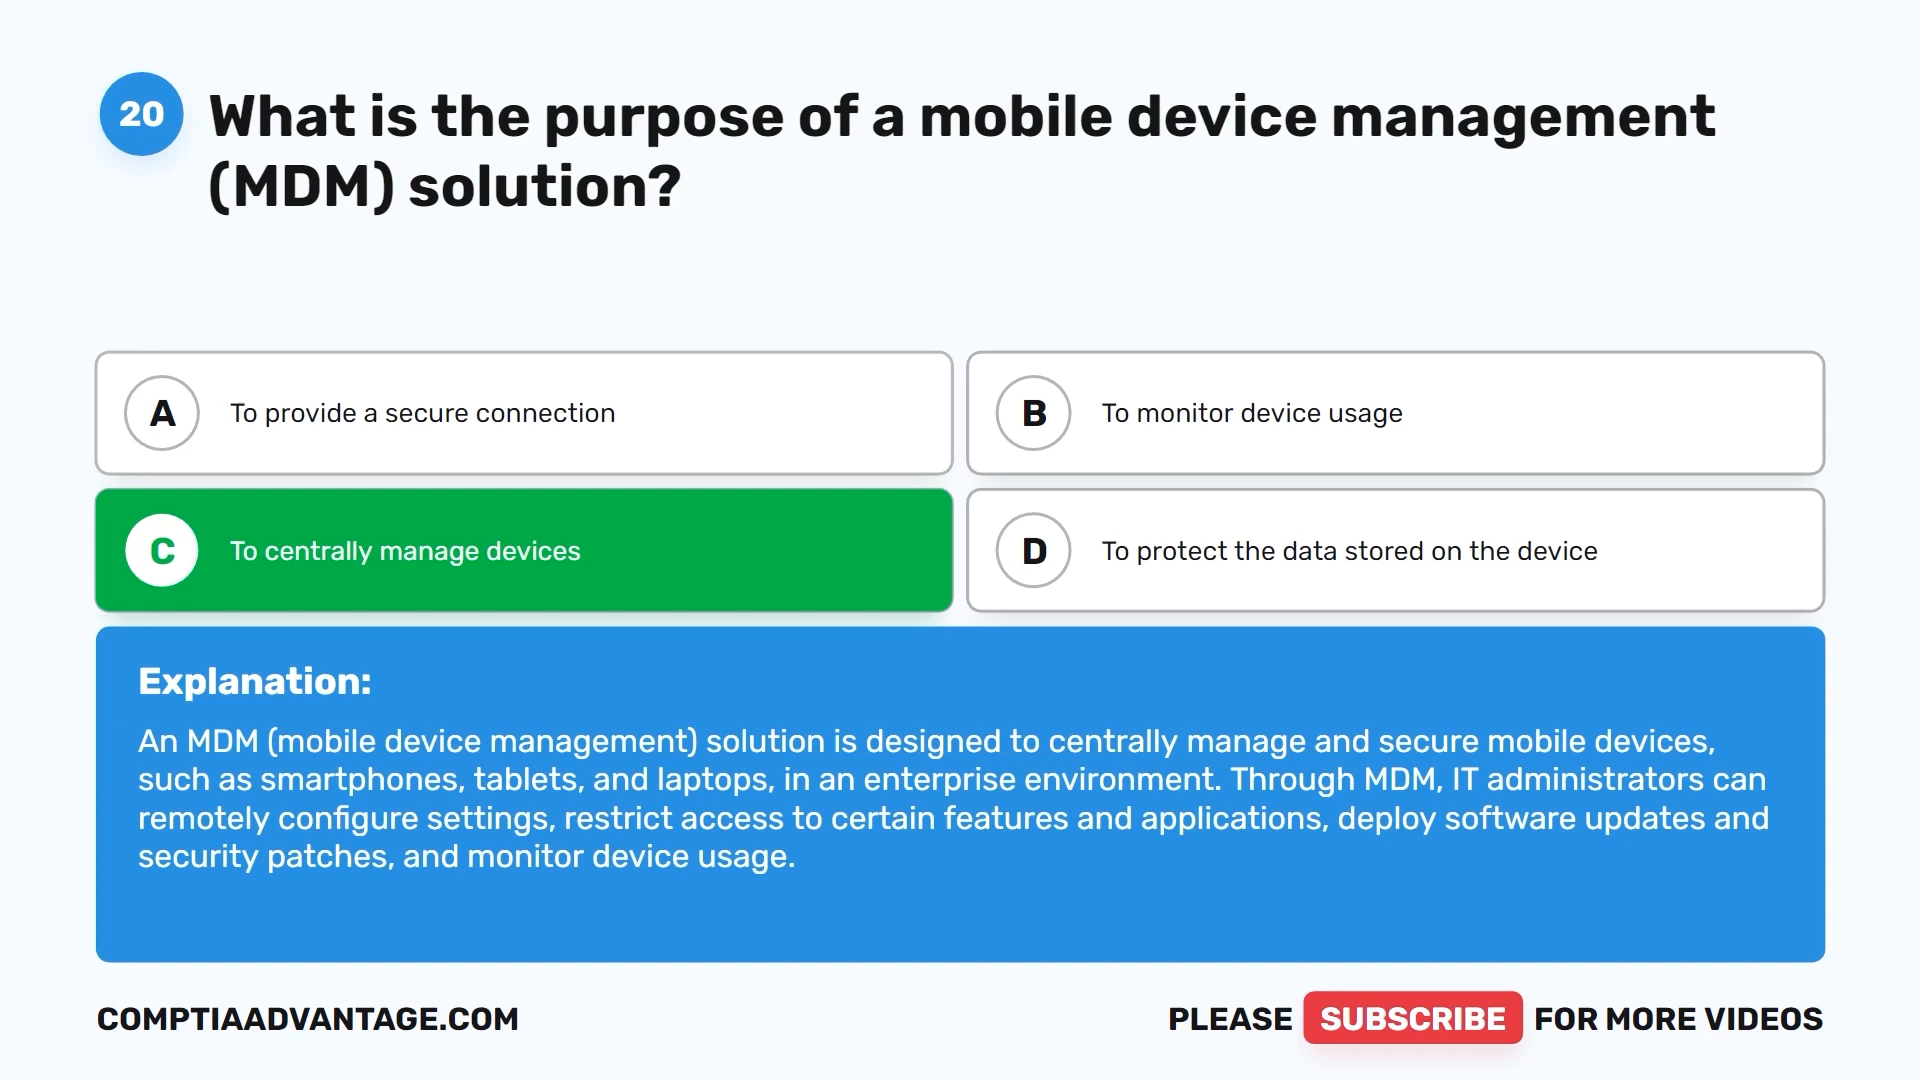 20
What is the purpose of a mobile device management
(MDM) solution?
A To provide a secure connection
B To monitor device usage
C To centrally manage devices
D To protect the data stored on the device
Explanation:
An MDM (mobile device management) solution is designed to centrally manage and secure mobile devices,
such as smartphones, tablets, and laptops, in an enterprise environment. Through MDM, IT administrators can
remotely configure settings, restrict access to certain features and applications, deploy software updates and
security patches, and monitor device usage.
COMPTIAADVANTAGE.COM
PLEASE SUBSCRIBE FOR MORE VIDEOS